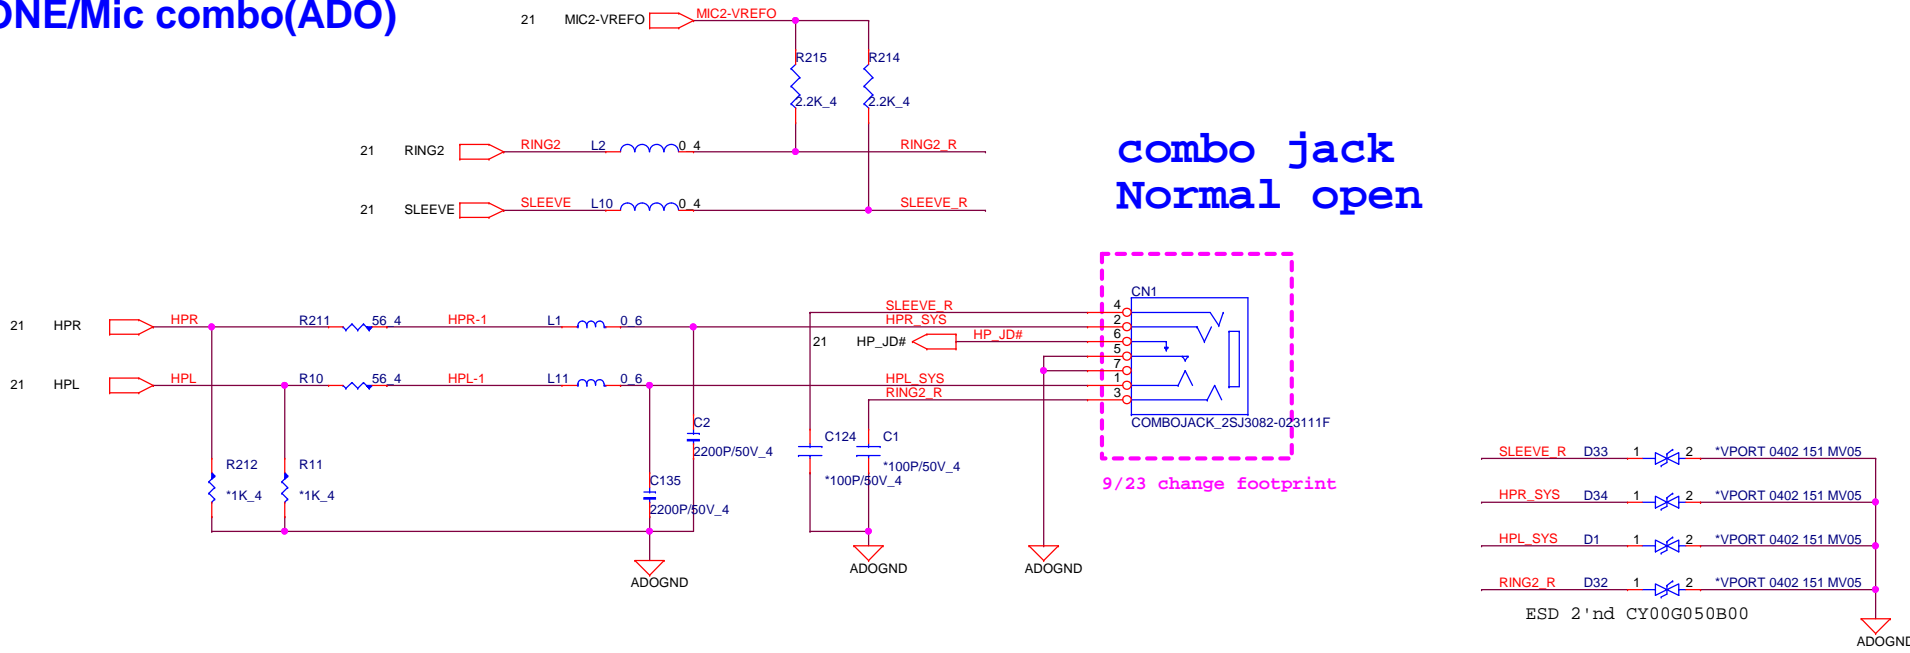 ONE/Mic combo(ADO)
21 MIC2-VREFO MIC2-VREFO
R215 R214
2.2K_4 2.2K_4
21 RING2 RING2 L2 0_4 RING2_R
21 SLEEVE SLEEVE L10 0_4 SLEEVE_R
combo jack
Normal open
CN1
SLEEVE_R 4
21 HPR HPR R211 56_4 HPR-1 L1 0_6 HPR_SYS 2
21 HP_JD# HP_JD# 6
5
7
21 HPL HPL R10 56_4 HPL-1 L11 0_6 HPL_SYS 1
RING2_R 3
COMBOJACK_2SJ3082-023111F
C2
2200P/50V_4
C124 C1
*100P/50V_4
*100P/50V_4
R212 R11
*1K_4 *1K_4
C135
2200P/50V_4
9/23 change footprint
ADOGND
ADOGND
ADOGND
SLEEVE_R D33 1 2 *VPORT 0402 151 MV05
HPR_SYS D34 1 2 *VPORT 0402 151 MV05
HPL_SYS D1 1 2 *VPORT 0402 151 MV05
RING2_R D32 1 2 *VPORT 0402 151 MV05
ESD 2'nd CY00G050B00
ADOGND